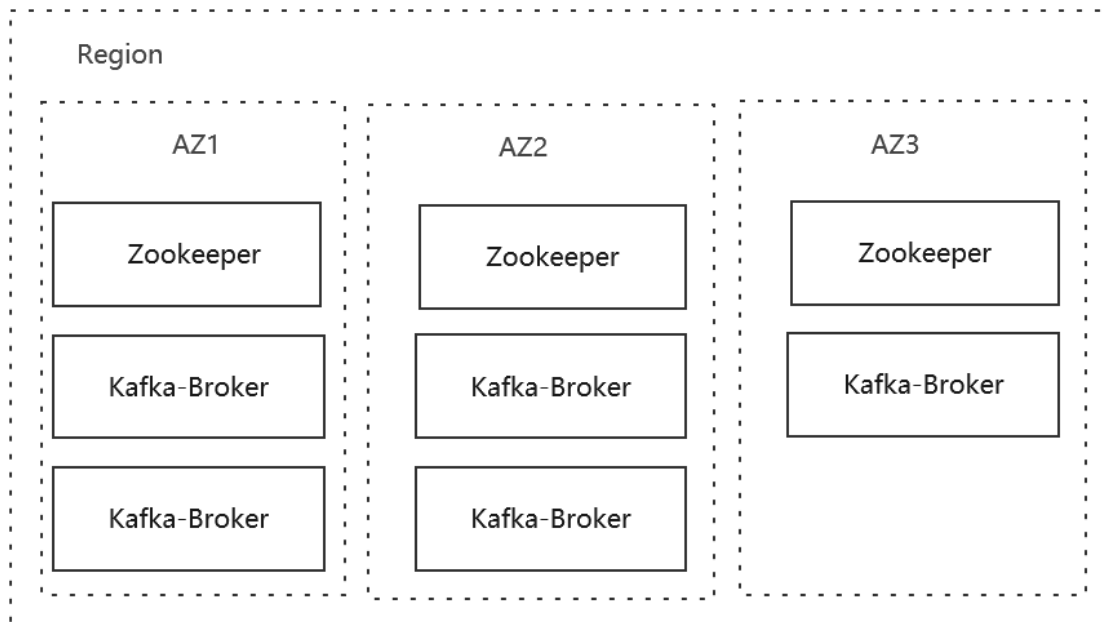 Region
AZ1
AZ2
AZ3
Zookeeper
Zookeeper
Zookeeper
Kafka-Broker
Kafka-Broker
Kafka-Broker
Kafka-Broker
Kafka-Broker